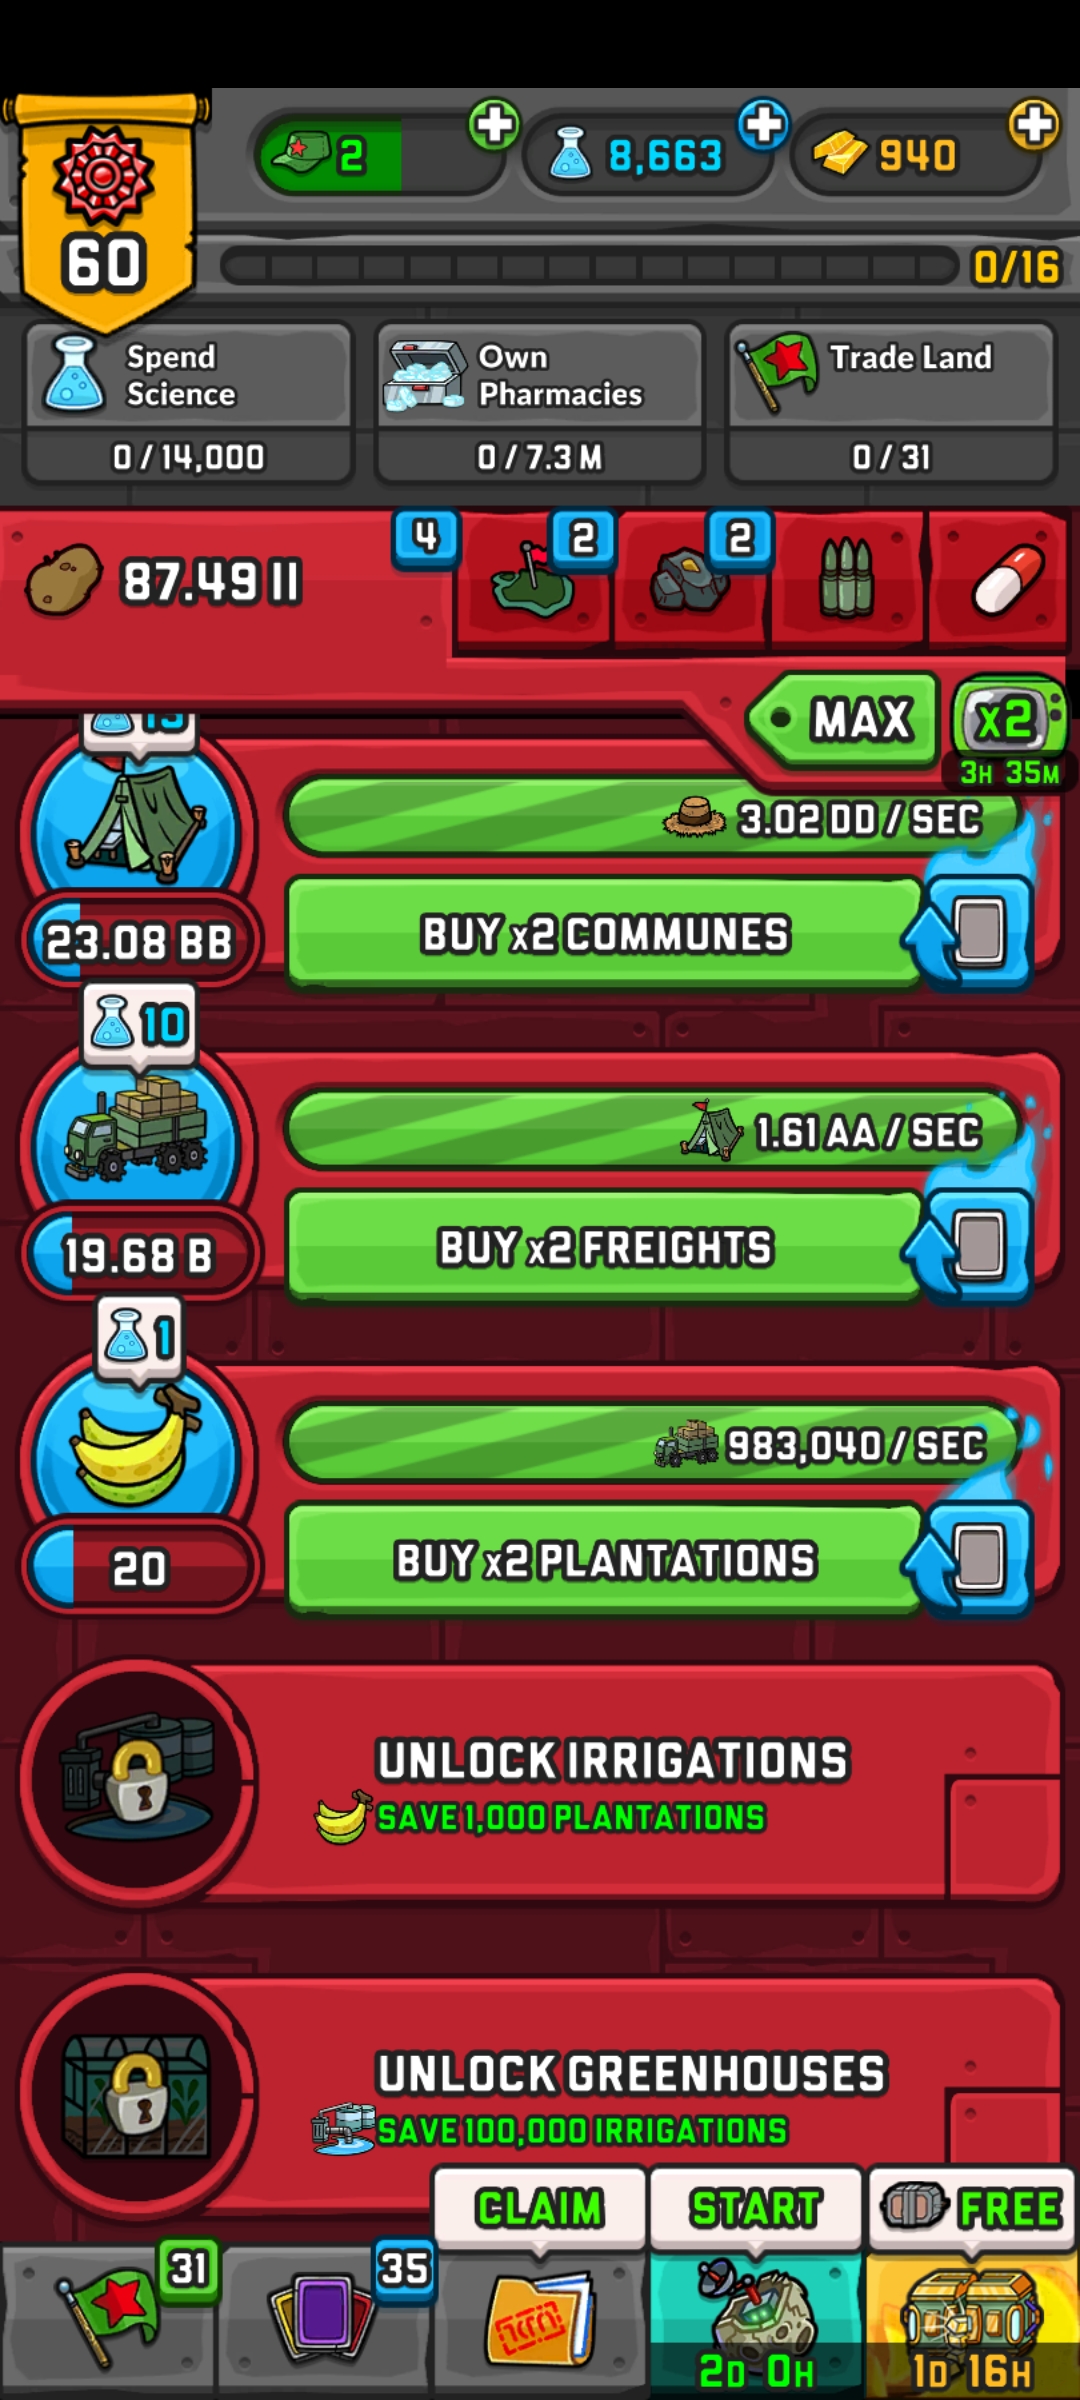 2
8,663
940
60
0/16
Spend
Science
0/14,000
Own
Pharmacies
0/7.3 M
Trade Land
0/31
87.49 II
4
2
2
MAX
x2
3H 35M
3.02 DD / SEC
BUY x2 COMMUNES
23.08 BB
10
1.61 AA / SEC
BUY x2 FREIGHTS
19.68 B
1
983,040 / SEC
BUY x2 PLANTATIONS
20
UNLOCK IRRIGATIONS
SAVE 1,000 PLANTATIONS
UNLOCK GREENHOUSES
SAVE 100,000 IRRIGATIONS
CLAIM
START
FREE
31
35
2D 0H
1D 16H